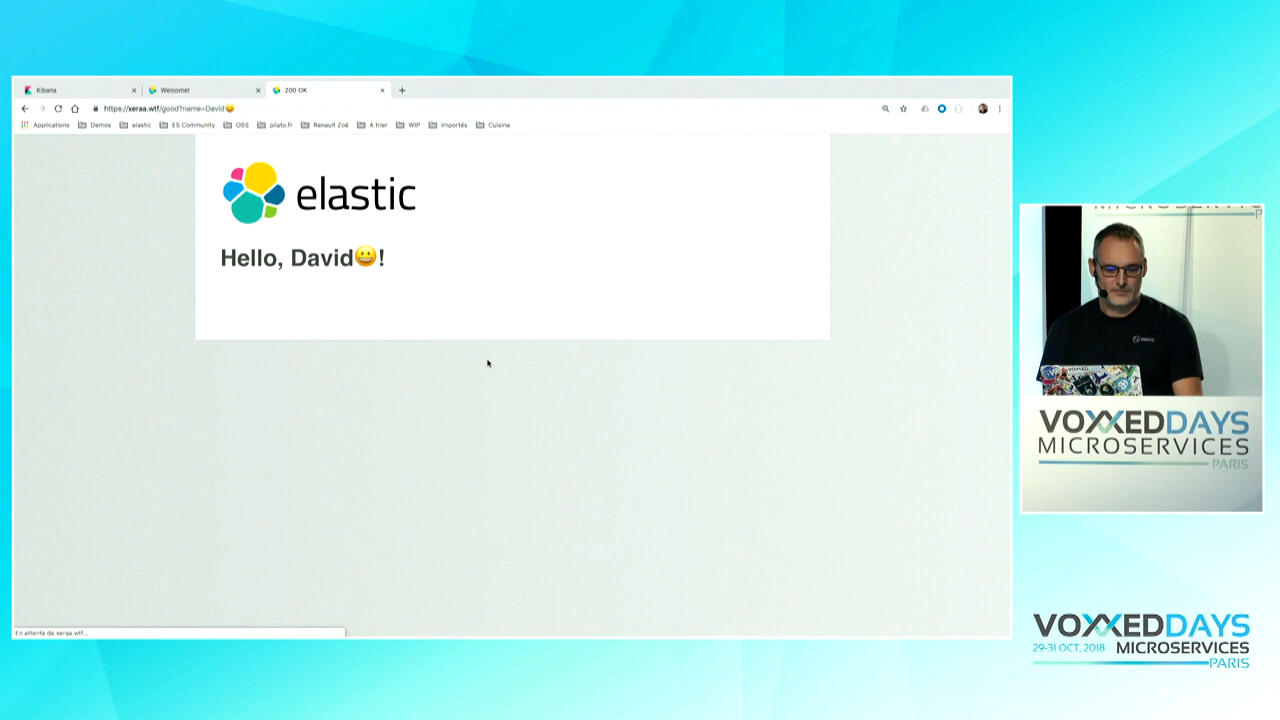 Kibana
Welcome!
200 OK
https://xeraa.wtf/good?name=David😀
Applications
Demos
elastic
ES Community
OSS
pilato.fr
Renault Zoé
A trier
WIP
Importés
Cuisine
elastic
Hello, David😀!
En attente de xeraa.wtf...
VOXXEDDAYS
MICROSERVICES
PARIS
VOXXEDDAYS
29-31 OCT, 2018 MICROSERVICES
PARIS